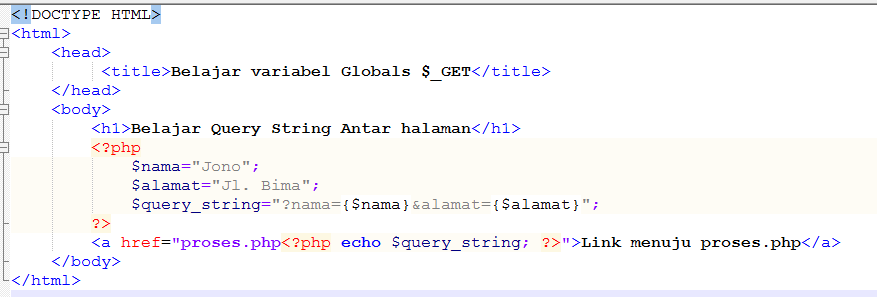 <!DOCTYPE HTML>
<html>
<head>
<title>Belajar variabel Globals $_GET</title>
</head>
<body>
<h1>Belajar Query String Antar halaman</h1>
<?php
$nama="Jono";
$alamat="Jl. Bima";
$query_string="?nama={$nama}&alamat={$alamat}";
?>
<a href="proses.php<?php echo $query_string; ?>">Link menuju proses.php</a>
</body>
</html>